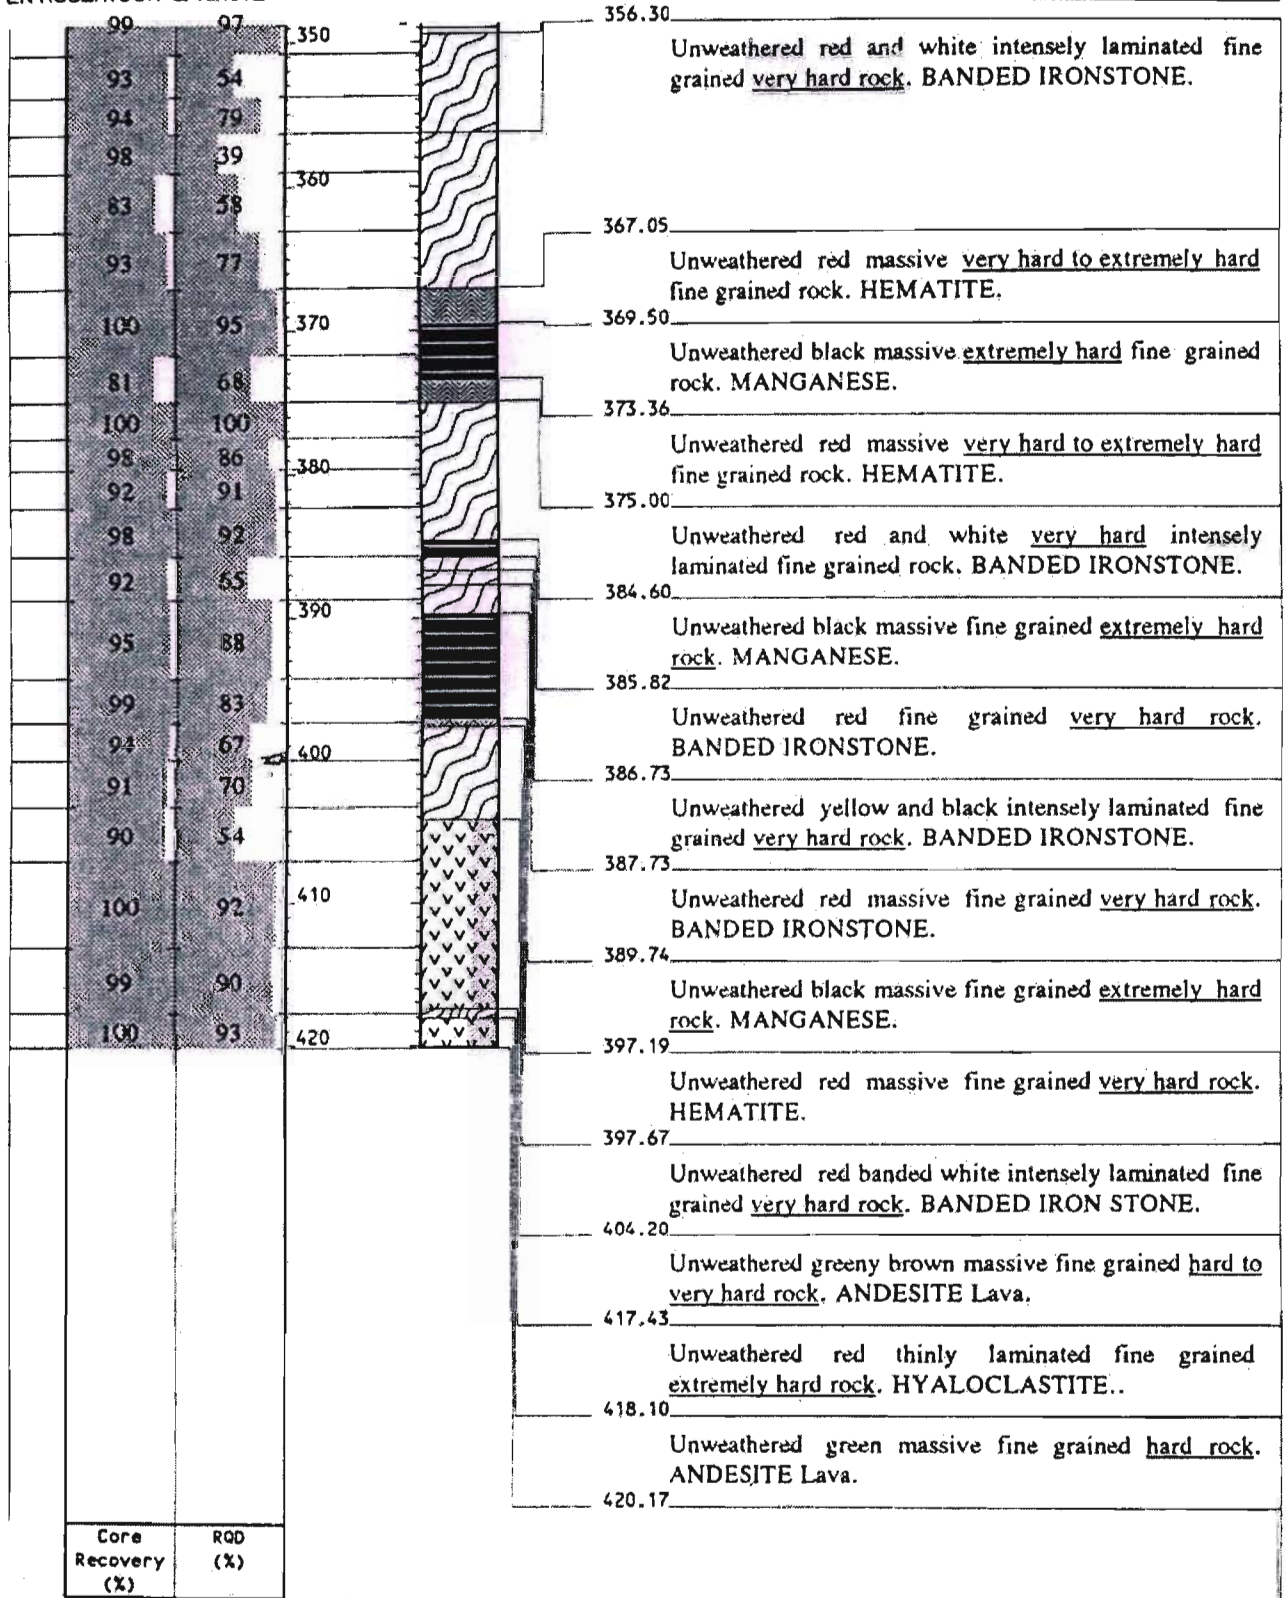 99 97
350
93 54
94 79
98 39
360
83 58
93 77
100 95
370
81 68
100 100
98 86
380
92 91
98 92
92 65
390
95 88
99 83
94 67
400
91 70
90 54
410
100 92
99 90
100 93
420
Core
Recovery
(%)
RQD
(%)
356.30
Unweathered red and white intensely laminated fine
grained very hard rock. BANDED IRONSTONE.
367.05
Unweathered red massive very hard to extremely hard
fine grained rock. HEMATITE.
369.50
Unweathered black massive extremely hard fine grained
rock. MANGANESE.
373.36
Unweathered red massive very hard to extremely hard
fine grained rock. HEMATITE.
375.00
Unweathered red and white very hard intensely
laminated fine grained rock. BANDED IRONSTONE.
384.60
Unweathered black massive fine grained extremely hard
rock. MANGANESE.
385.82
Unweathered red fine grained very hard rock.
BANDED IRONSTONE.
386.73
Unweathered yellow and black intensely laminated fine
grained very hard rock. BANDED IRONSTONE.
387.73
Unweathered red massive fine grained very hard rock.
BANDED IRONSTONE.
389.74
Unweathered black massive fine grained extremely hard
rock. MANGANESE.
397.19
Unweathered red massive fine grained very hard rock.
HEMATITE.
397.67
Unweathered red banded white intensely laminated fine
grained very hard rock. BANDED IRON STONE.
404.20
Unweathered greeny brown massive fine grained hard to
very hard rock. ANDESITE Lava.
417.43
Unweathered red thinly laminated fine grained
extremely hard rock. HYALOCLASTITE..
418.10
Unweathered green massive fine grained hard rock.
ANDESITE Lava.
420.17